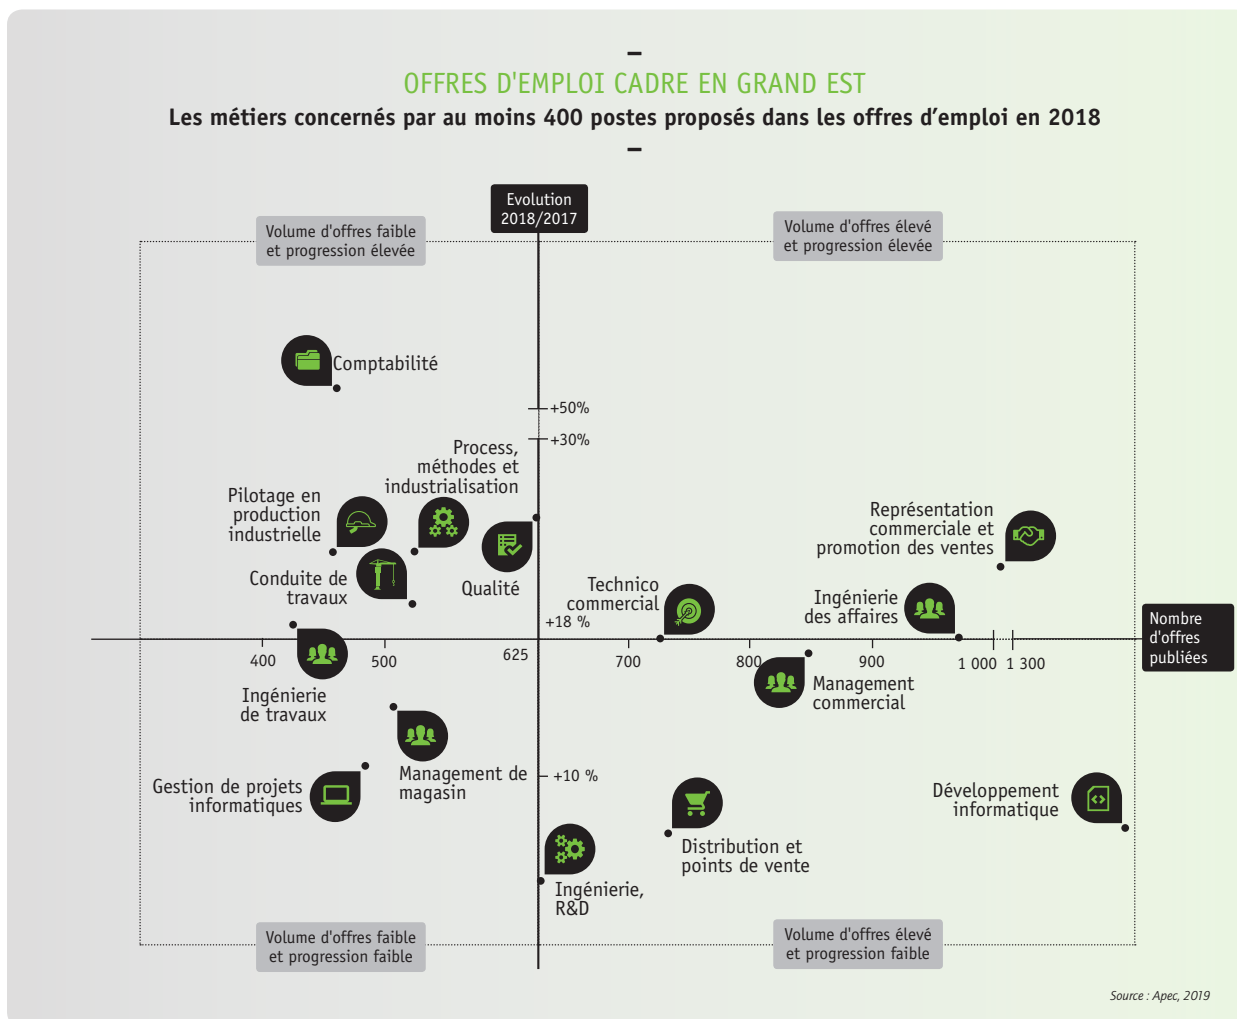 OFFRES D'EMPLOI CADRE EN GRAND EST
Les métiers concernés par au moins 400 postes proposés dans les offres d’emploi en 2018
Evolution
2018/2017
Volume d'offres faible
et progression élevée
Volume d'offres élevé
et progression élevée
Comptabilité
+50%
+30%
Process,
méthodes et
industrialisation
Pilotage en
production
industrielle
Représentation
commerciale et
promotion des ventes
Conduite de
travaux
Qualité
Technico
commercial
Ingénierie
des affaires
+18 %
Nombre
d'offres
publiées
400
500
625
700
800
900
1 000
1 300
Ingénierie
de travaux
Management
commercial
Gestion de projets
informatiques
Management de
magasin
+10 %
Développement
informatique
Distribution et
points de vente
Ingénierie,
R&D
Volume d'offres faible
et progression faible
Volume d'offres élevé
et progression faible
Source : Apec, 2019